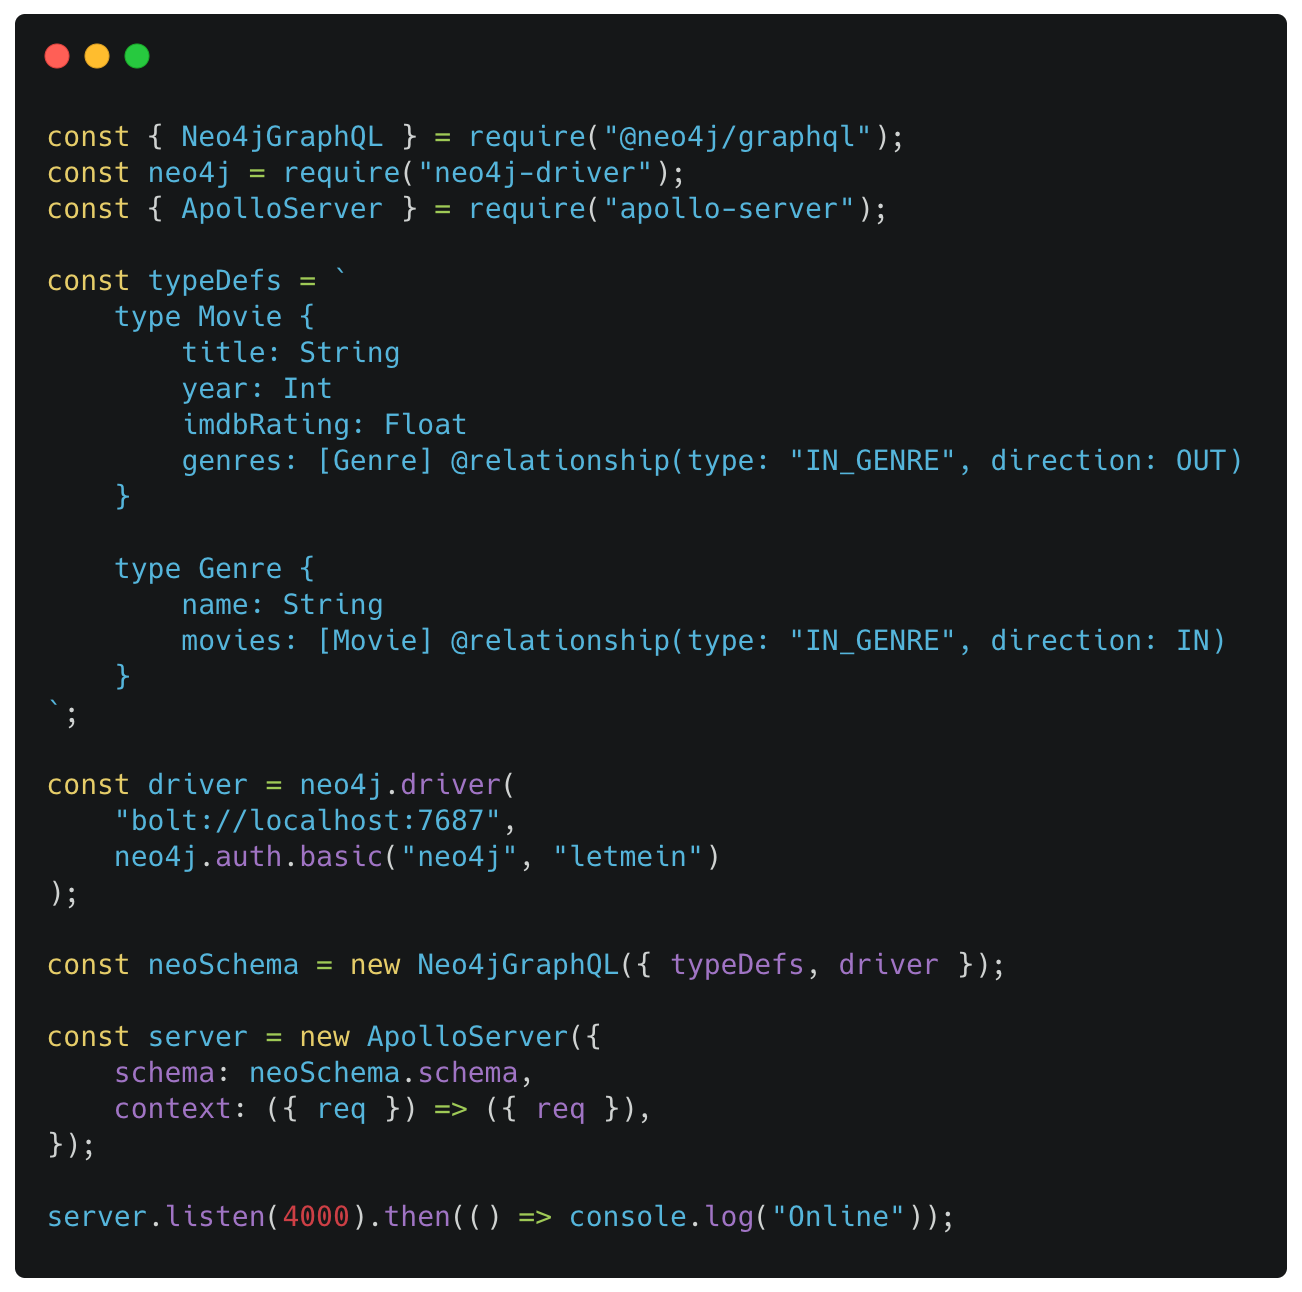 const { Neo4jGraphQL } = require("@neo4j/graphql");
const neo4j = require("neo4j-driver");
const { ApolloServer } = require("apollo-server");

const typeDefs = `
    type Movie {
        title: String
        year: Int
        imdbRating: Float
        genres: [Genre] @relationship(type: "IN_GENRE", direction: OUT)
    }

    type Genre {
        name: String
        movies: [Movie] @relationship(type: "IN_GENRE", direction: IN)
    }
`;

const driver = neo4j.driver(
    "bolt://localhost:7687",
    neo4j.auth.basic("neo4j", "letmein")
);

const neoSchema = new Neo4jGraphQL({ typeDefs, driver });

const server = new ApolloServer({
    schema: neoSchema.schema,
    context: ({ req }) => ({ req }),
});

server.listen(4000).then(() => console.log("Online"));